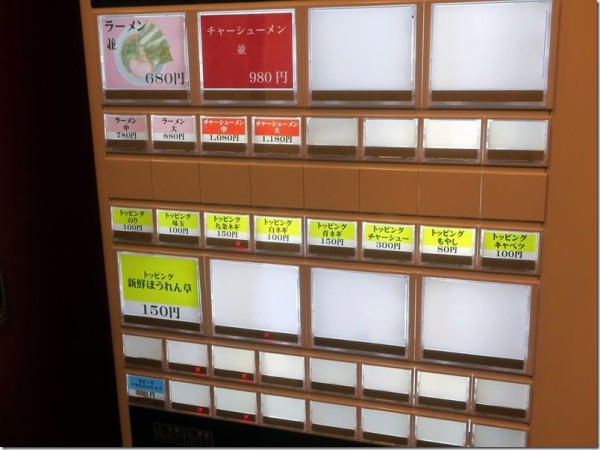 ラーメン
並
680円
チャーシューメン
並
980円
ラーメン
中
780円
ラーメン
大
880円
チャーシューメン
中
1,080円
チャーシューメン
大
1,180円
トッピング
のり
100円
トッピング
味玉
100円
トッピング
九条ネギ
150円
トッピング
白ネギ
100円
トッピング
青ネギ
150円
トッピング
チャーシュー
300円
トッピング
もやし
80円
トッピング
キャベツ
100円
トッピング
新鮮ほうれん草
150円